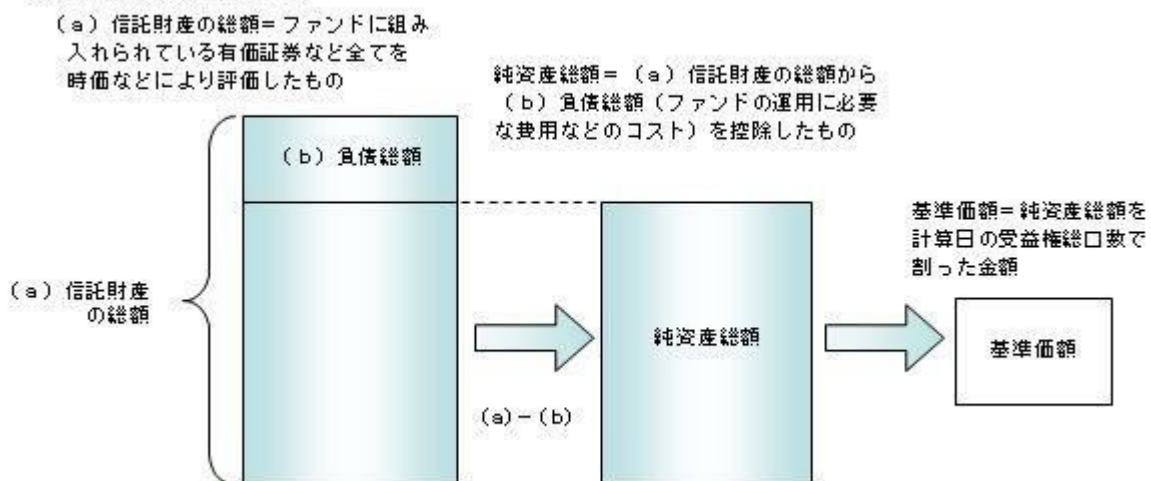 (a)信託財産の総額=ファンドに組み
入れられている有価証券など全てを
時価などにより評価したもの
純資産総額=(a)信託財産の総額から
(b)負債総額(ファンドの運用に必要
な費用などのコスト)を控除したもの
(b)負債総額
基準価額=純資産総額を
計算日の受益権総口数で
割った金額
(a)信託財産
の総額
純資産総額
基準価額
(a)-(b)